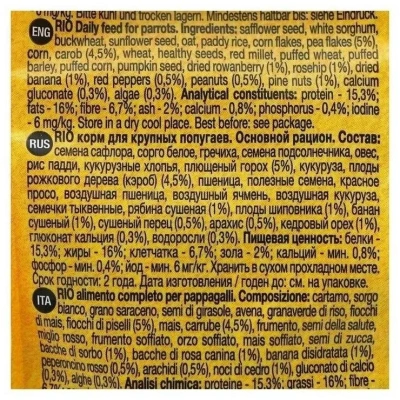 6 mg/kg. Bitte kühl und trocken lagern. Mindestens haltbar bis: siehe Eindruck.
ENG RIO Daily feed for parrots. Ingredients: safflower seed, white sorghum,
buckwheat, sunflower seed, oat, paddy rice, corn flakes, pea flakes (5%),
corn, carob (4,5%), wheat, healthy seeds, red millet, puffed wheat, puffed
barley, puffed corn, pumpkin seed, dried rowanberry (1%), rosehip (1%), dried
banana (1%), red peppers (0,5%), peanuts (0,5%), pine nuts (1%), calcium
gluconate (0,3%), algae (0.3%). Analytical constituents: protein - 15,3%;
fats - 16%; fibre - 6,7%; ash - 2%; calcium - 0,8%; phosphorus - 0,4%; iodine
- 6 mg/kg. Store in a dry cool place. Best before: see package.
RUS RIO корм для крупных попугаев. Основной рацион. Состав:
семена сафлора, сорго белое, гречиха, семена подсолнечника, овес,
рис падди, кукурузные хлопья, плющеный горох (5%), кукуруза, плоды
рожкового дерева (кэроб) (4,5%), пшеница, полезные семена, красное
просо, воздушная пшеница, воздушный ячмень, воздушная кукуруза,
семечки тыквенные, рябина сушеная (1%), плоды шиповника (1%), банан
сушеный (1%), сушеный перец (0,5%), арахис (0,5%), кедровый орех (1%),
глюконат кальция (0,3%), водоросли (0,3%). Пищевая ценность: белки -
15,3%; жиры - 16%; клетчатка - 6,7%; зола - 2%; кальций - мин. 0,8%;
фосфор - мин. 0,4%; йод - мин. 6 мг/кг. Хранить в сухом прохладном месте.
Срок годности: 2 года. Дата изготовления / годен до: см. на упаковке.
ITA RIO alimento completo per pappagalli. Composizione: cartamo, sorgo
bianco, grano saraceno, semi di girasole, avena, granaverde di riso, fiocchi
di mais, fiocchi di piselli (5%), mais, carrube (4,5%), frumento, semi della salute,
miglio rosso, frumento soffiato, orzo soffiato, mais soffiato, semi di zucca,
bacche di sorbo (1%), bacche di rosa canina (1%), banana disidratata (1%),
peperoncino rosso (0,5%), arachidi (0,5%), noci di cedro (1%), gluconato di calcio
(0,3%), alghe (0.3%). Analisi chimica: proteine - 15,3%; grassi - 16%; fibre -